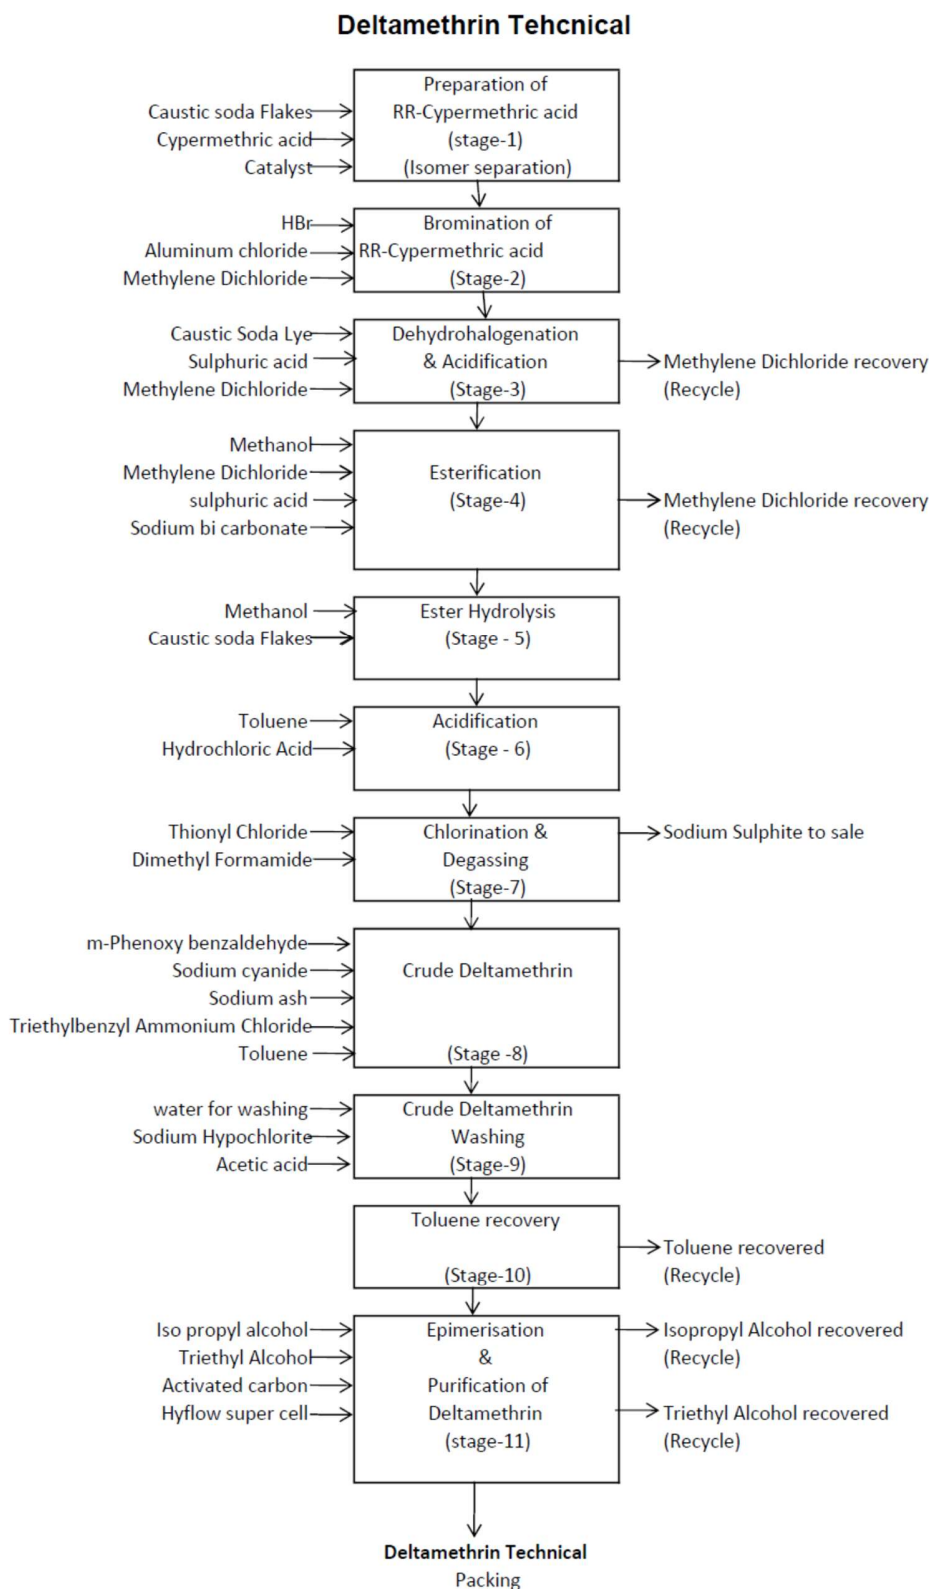 Deltamethrin Tehcnical
Preparation of
Caustic soda Flakes
RR-Cypermethric acid
Cypermethric acid
(stage-1)
Catalyst
(Isomer separation)
HBr
Bromination of
Aluminum chloride
RR-Cypermethric acid
Methylene Dichloride
(Stage-2)
Caustic Soda Lye
Dehydrohalogenation
Sulphuric acid
& Acidification
Methylene Dichloride recovery
Methylene Dichloride
(Stage-3)
(Recycle)
Methanol
Methylene Dichloride
Esterification
sulphuric acid
(Stage-4)
Methylene Dichloride recovery
Sodium bi carbonate
(Recycle)
Methanol
Ester Hydrolysis
Caustic soda Flakes
(Stage - 5)
Toluene
Acidification
Hydrochloric Acid
(Stage - 6)
Thionyl Chloride
Chlorination &
Sodium Sulphite to sale
Dimethyl Formamide
Degassing
(Stage-7)
m-Phenoxy benzaldehyde
Sodium cyanide
Crude Deltamethrin
Sodium ash
Triethylbenzyl Ammonium Chloride
Toluene
(Stage -8)
water for washing
Crude Deltamethrin
Sodium Hypochlorite
Washing
Acetic acid
(Stage-9)
Toluene recovery
Toluene recovered
(Stage-10)
(Recycle)
Iso propyl alcohol
Epimerisation
Isopropyl Alcohol recovered
Triethyl Alcohol
&
(Recycle)
Activated carbon
Purification of
Hyflow super cell
Deltamethrin
Triethyl Alcohol recovered
(stage-11)
(Recycle)
Deltamethrin Technical
Packing